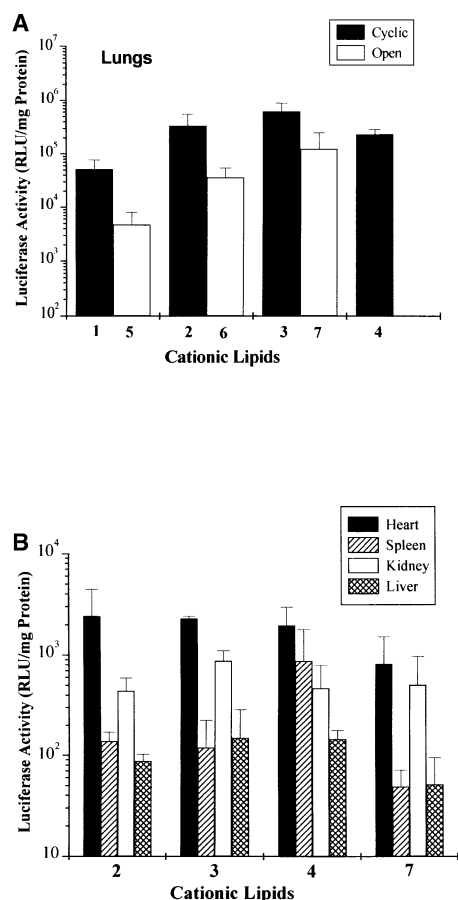 A
Lungs
Cyclic
Open
Luciferase Activity (RLU/mg Protein)
10^7
10^6
10^5
10^4
10^3
10^2
1 5 2 6 3 7 4
Cationic Lipids
B
Heart
Spleen
Kidney
Liver
Luciferase Activity (RLU/mg Protein)
10^4
10^3
10^2
10
2 3 4 7
Cationic Lipids